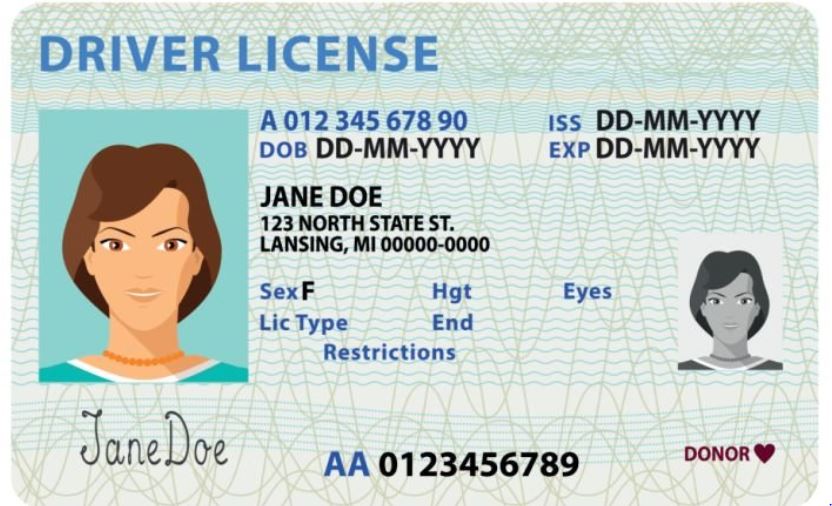 DRIVER LICENSE
A 012 345 678 90
ISS DD-MM-YYYY
DOB DD-MM-YYYY
EXP DD-MM-YYYY
JANE DOE
123 NORTH STATE ST.
LANSING, MI 00000-0000
Sex F Hgt Eyes
Lic Type End
Restrictions
JaneDoe
AA 0123456789
DONOR